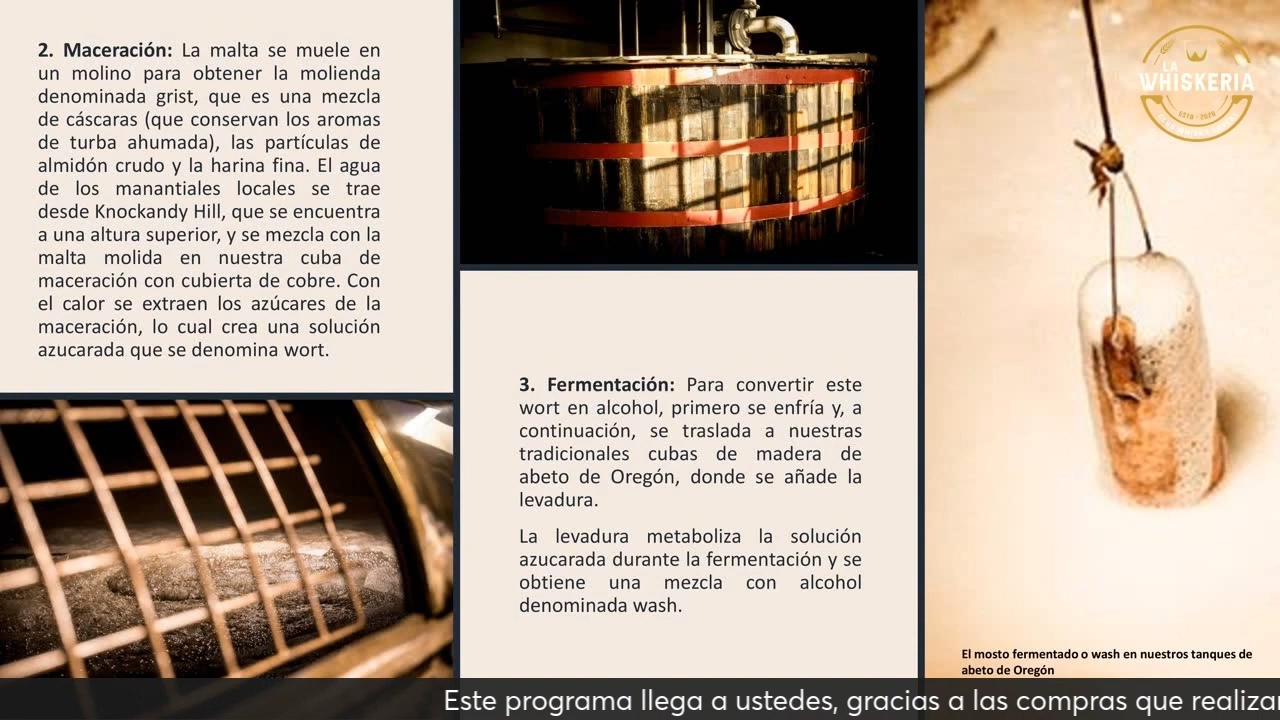 2. Maceración: La malta se muele en
un molino para obtener la molienda
denominada grist, que es una mezcla
de cáscaras (que conservan los aromas
de turba ahumada), las partículas de
almidón crudo y la harina fina. El agua
de los manantiales locales se trae
desde Knockandy Hill, que se encuentra
a una altura superior, y se mezcla con la
malta molida en nuestra cuba de
maceración con cubierta de cobre. Con
el calor se extraen los azúcares de la
maceración, lo cual crea una solución
azucarada que se denomina wort.
3. Fermentación: Para convertir este
wort en alcohol, primero se enfría y, a
continuación, se traslada a nuestras
tradicionales cubas de madera de
abeto de Oregón, donde se añade la
levadura.
La levadura metaboliza la solución
azucarada durante la fermentación y se
obtiene una mezcla con alcohol
denominada wash.
LA
WHISKERIA
ESTD - 2020
El mosto fermentado o wash en nuestros tanques de
abeto de Oregón
Este programa llega a ustedes, gracias a las compras que realizar